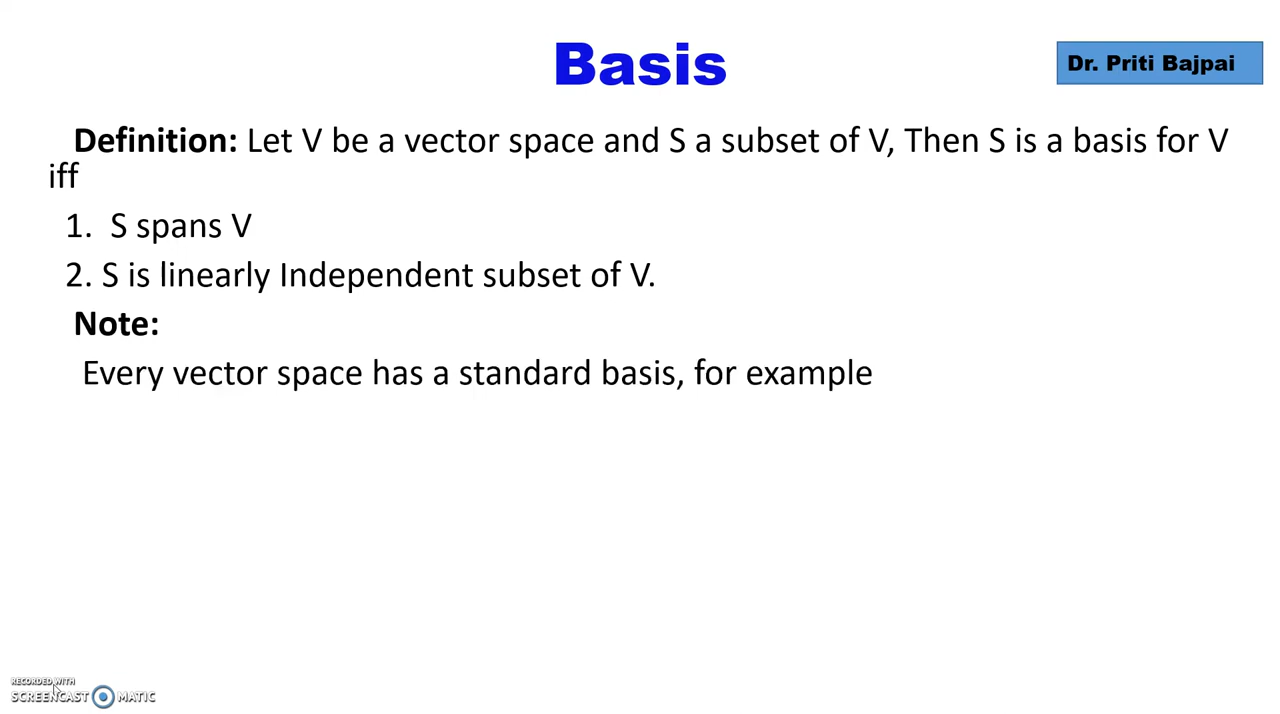 Basis
Dr. Priti Bajpai
Definition: Let V be a vector space and S a subset of V, Then S is a basis for V
iff
1. S spans V
2. S is linearly Independent subset of V.
Note:
Every vector space has a standard basis, for example
RECORDED WITH
SCREENCAST MATIC